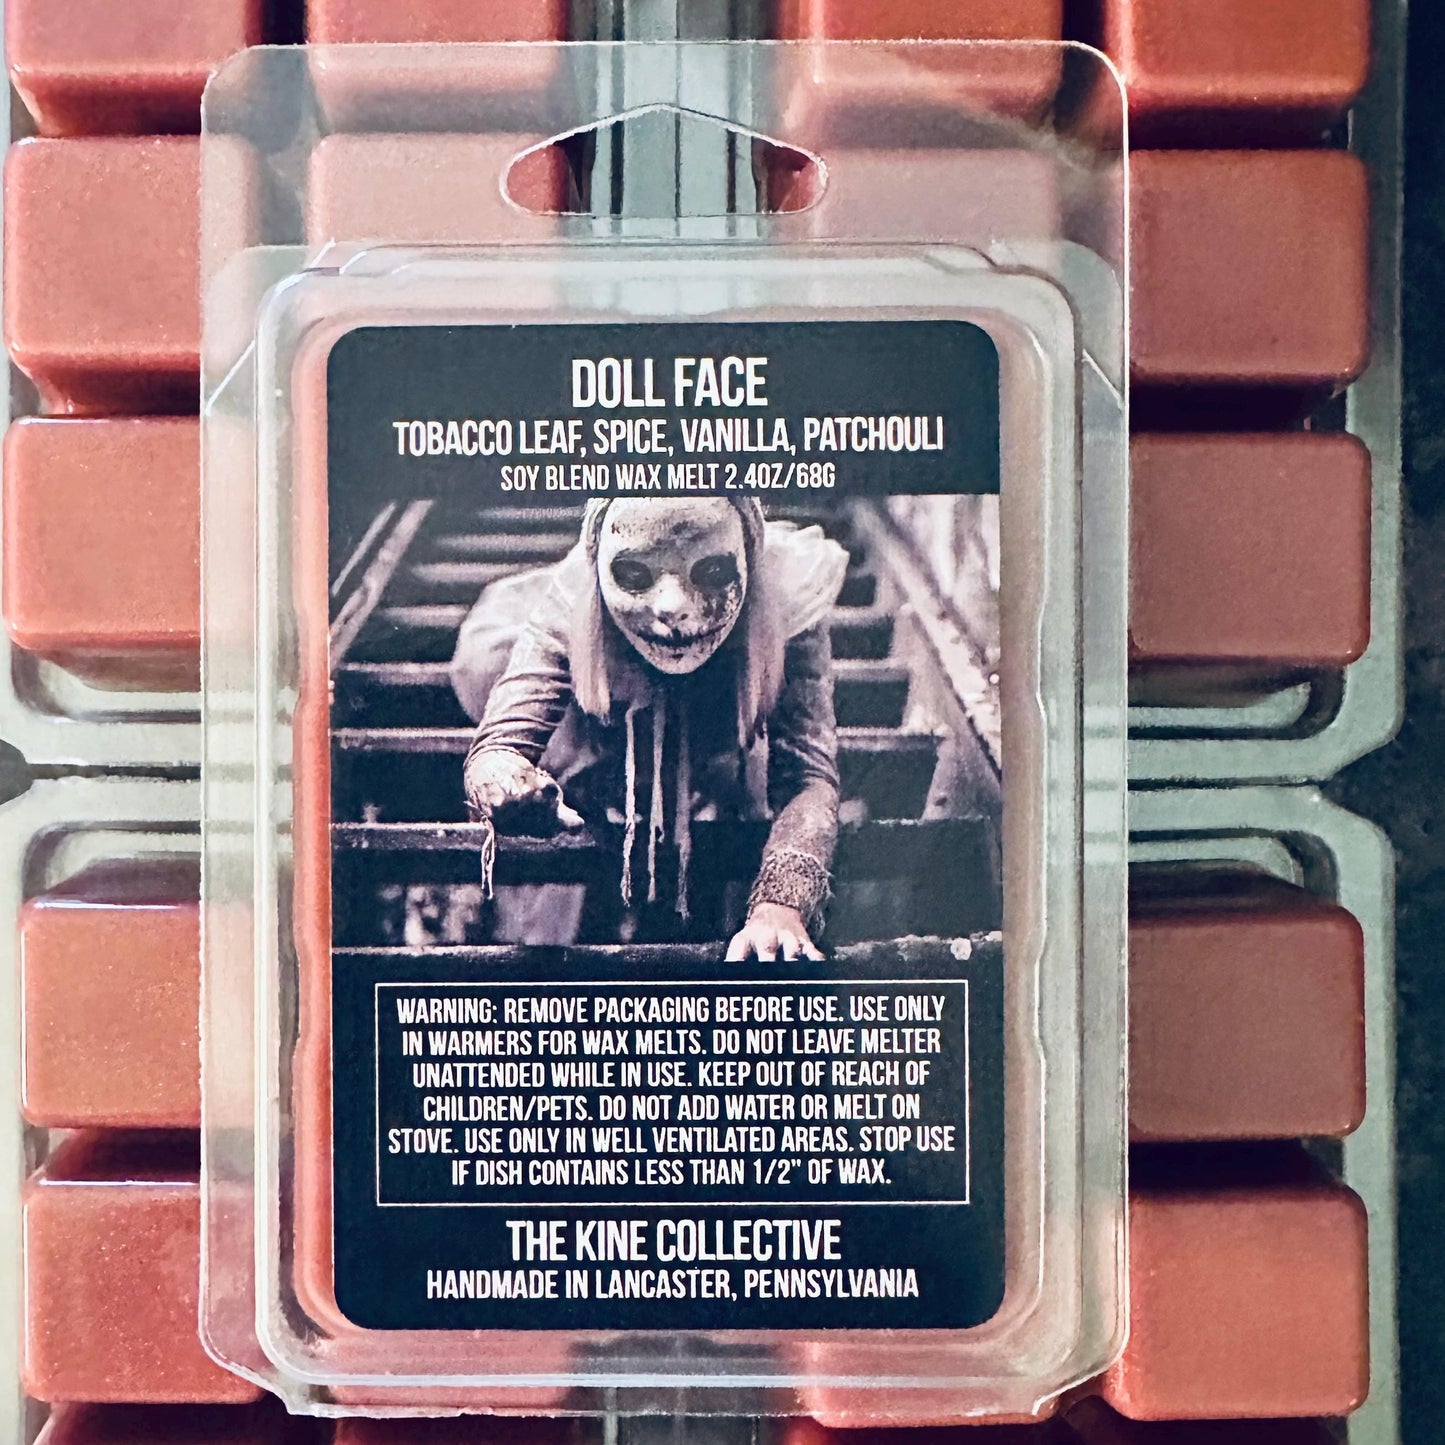 DOLL FACE
TOBACCO LEAF, SPICE, VANILLA, PATCHOULI
SOY BLEND WAX MELT 2.4OZ/68G
WARNING: REMOVE PACKAGING BEFORE USE. USE ONLY
IN WARMERS FOR WAX MELTS. DO NOT LEAVE MELTER
UNATTENDED WHILE IN USE. KEEP OUT OF REACH OF
CHILDREN/PETS. DO NOT ADD WATER OR MELT ON
STOVE. USE ONLY IN WELL VENTILATED AREAS. STOP USE
IF DISH CONTAINS LESS THAN 1/2" OF WAX.
THE KINE COLLECTIVE
HANDMADE IN LANCASTER, PENNSYLVANIA